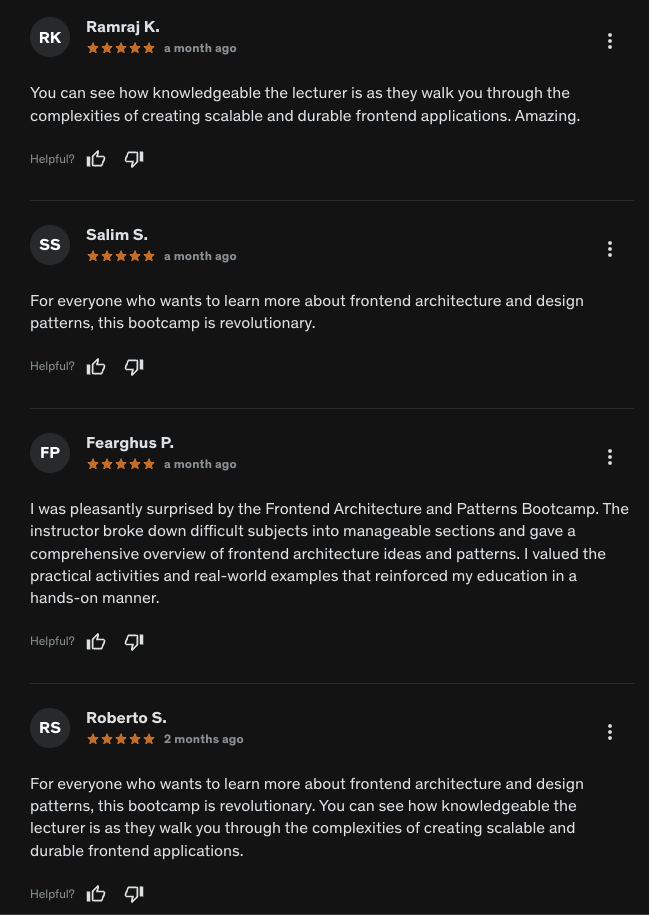 RK
Ramraj K.
a month ago
You can see how knowledgeable the lecturer is as they walk you through the
complexities of creating scalable and durable frontend applications. Amazing.
Helpful?
SS
Salim S.
a month ago
For everyone who wants to learn more about frontend architecture and design
patterns, this bootcamp is revolutionary.
Helpful?
FP
Fearghus P.
a month ago
I was pleasantly surprised by the Frontend Architecture and Patterns Bootcamp. The
instructor broke down difficult subjects into manageable sections and gave a
comprehensive overview of frontend architecture ideas and patterns. I valued the
practical activities and real-world examples that reinforced my education in a
hands-on manner.
Helpful?
RS
Roberto S.
2 months ago
For everyone who wants to learn more about frontend architecture and design
patterns, this bootcamp is revolutionary. You can see how knowledgeable the
lecturer is as they walk you through the complexities of creating scalable and
durable frontend applications.
Helpful?